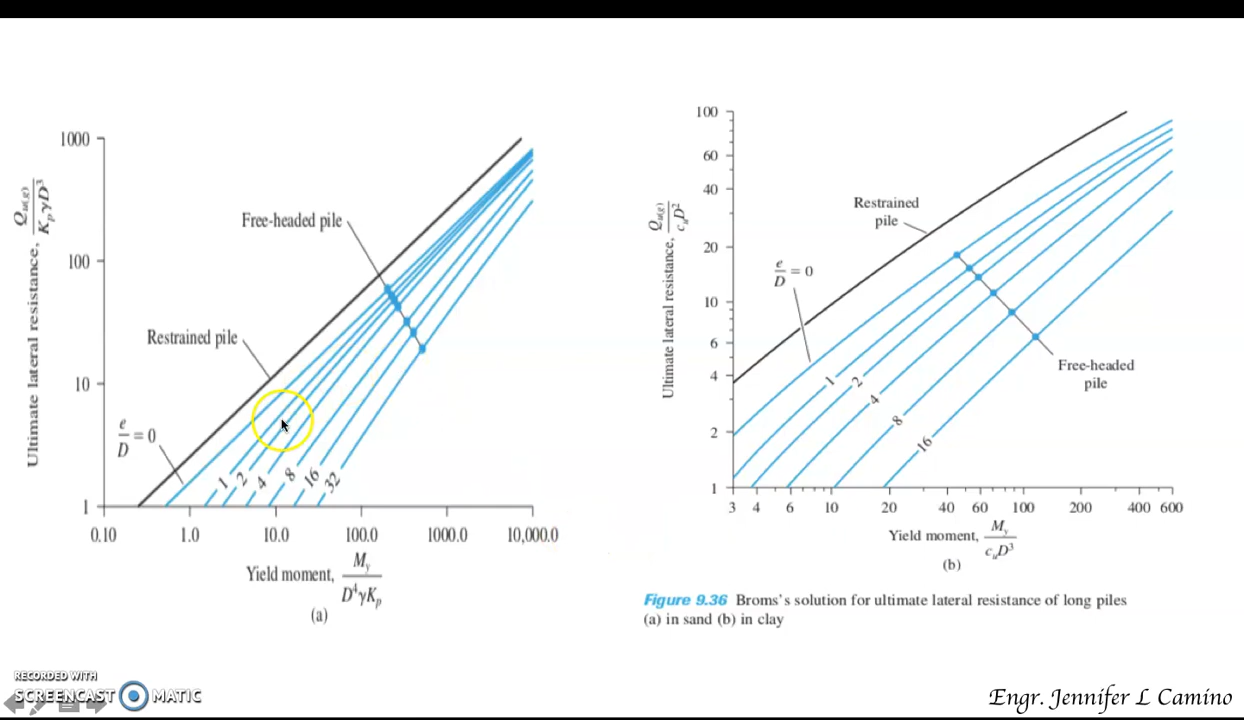 1000
100
10
1
Ultimate lateral resistance, Qu(g) / KpγD³
Free-headed pile
Restrained pile
e/D = 0
1 2 4 8 16 32
0.10 1.0 10.0 100.0 1000.0 10,000.0
Yield moment, My / D⁴γKp
(a)
100
60
40
20
10
6
4
2
1
Ultimate lateral resistance, Qu(g) / cuD²
Restrained
pile
e/D = 0
1 2 4 8 16
Free-headed
pile
3 4 6 10 20 40 60 100 200 400 600
Yield moment, My / cuD³
(b)
Figure 9.36 Broms's solution for ultimate lateral resistance of long piles
(a) in sand (b) in clay
RECORDED WITH
SCREENCAST MATIC
Engr. Jennifer L Camino